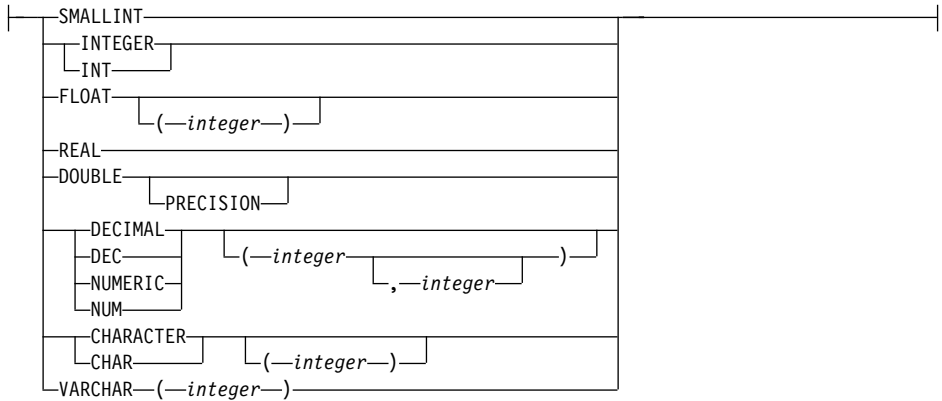 SMALLINT
INTEGER
INT
FLOAT
(integer)
REAL
DOUBLE
PRECISION
DECIMAL
DEC
(integer )
NUMERIC
,integer
NUM
CHARACTER
CHAR
(integer)
VARCHAR (integer)